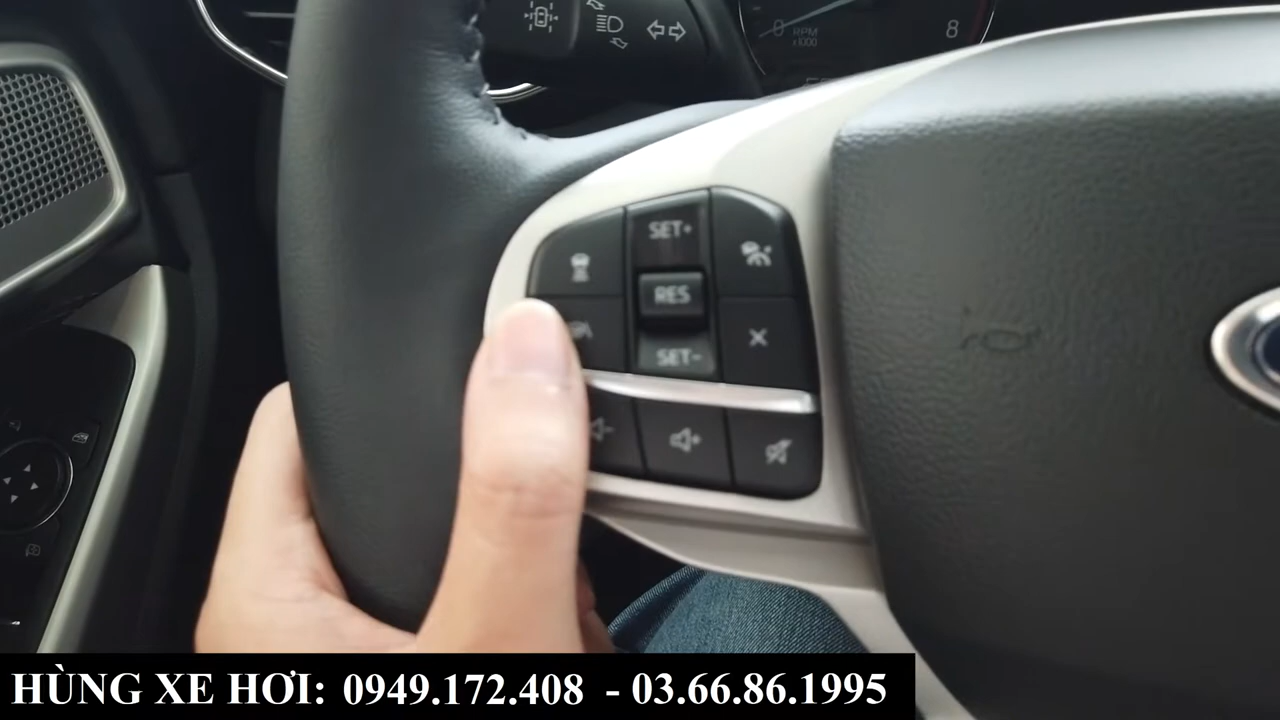 0 RPM 8
x1000
SET+
RES
SET-
HÙNG XE HƠI: 0949.172.408 - 03.66.86.1995